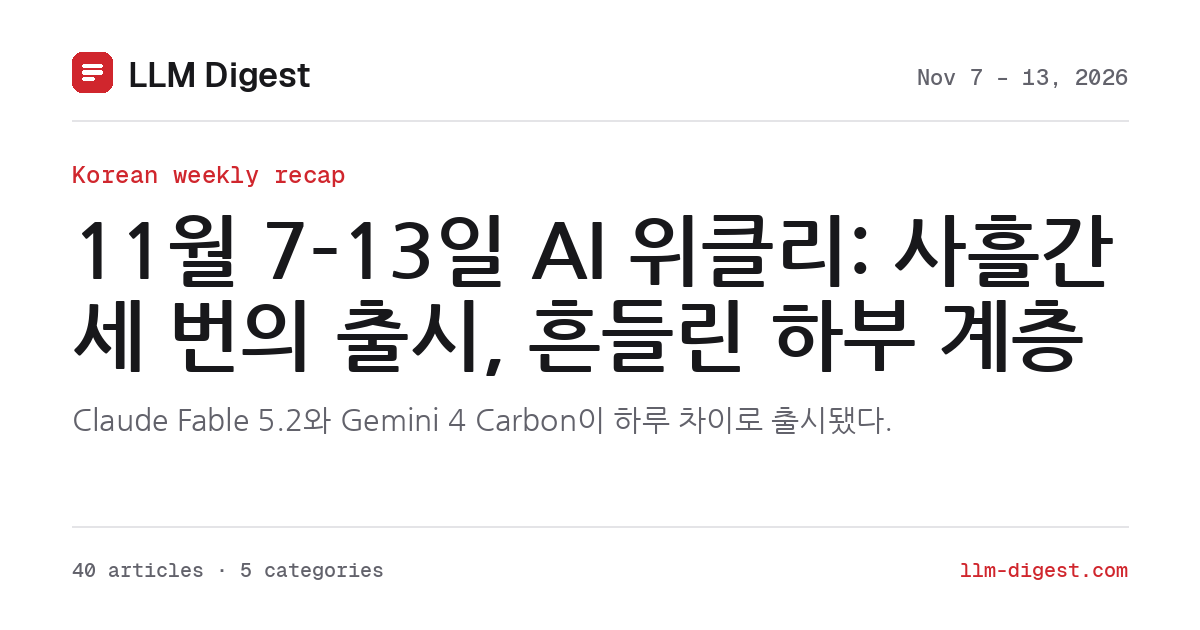 LLM Digest
Nov 7 – 13, 2026
Korean weekly recap
11월 7-13일 AI 위클리: 사흘간
세 번의 출시, 흔들린 하부 계층
Claude Fable 5.2와 Gemini 4 Carbon이 하루 차이로 출시됐다.
40 articles · 5 categories
llm-digest.com